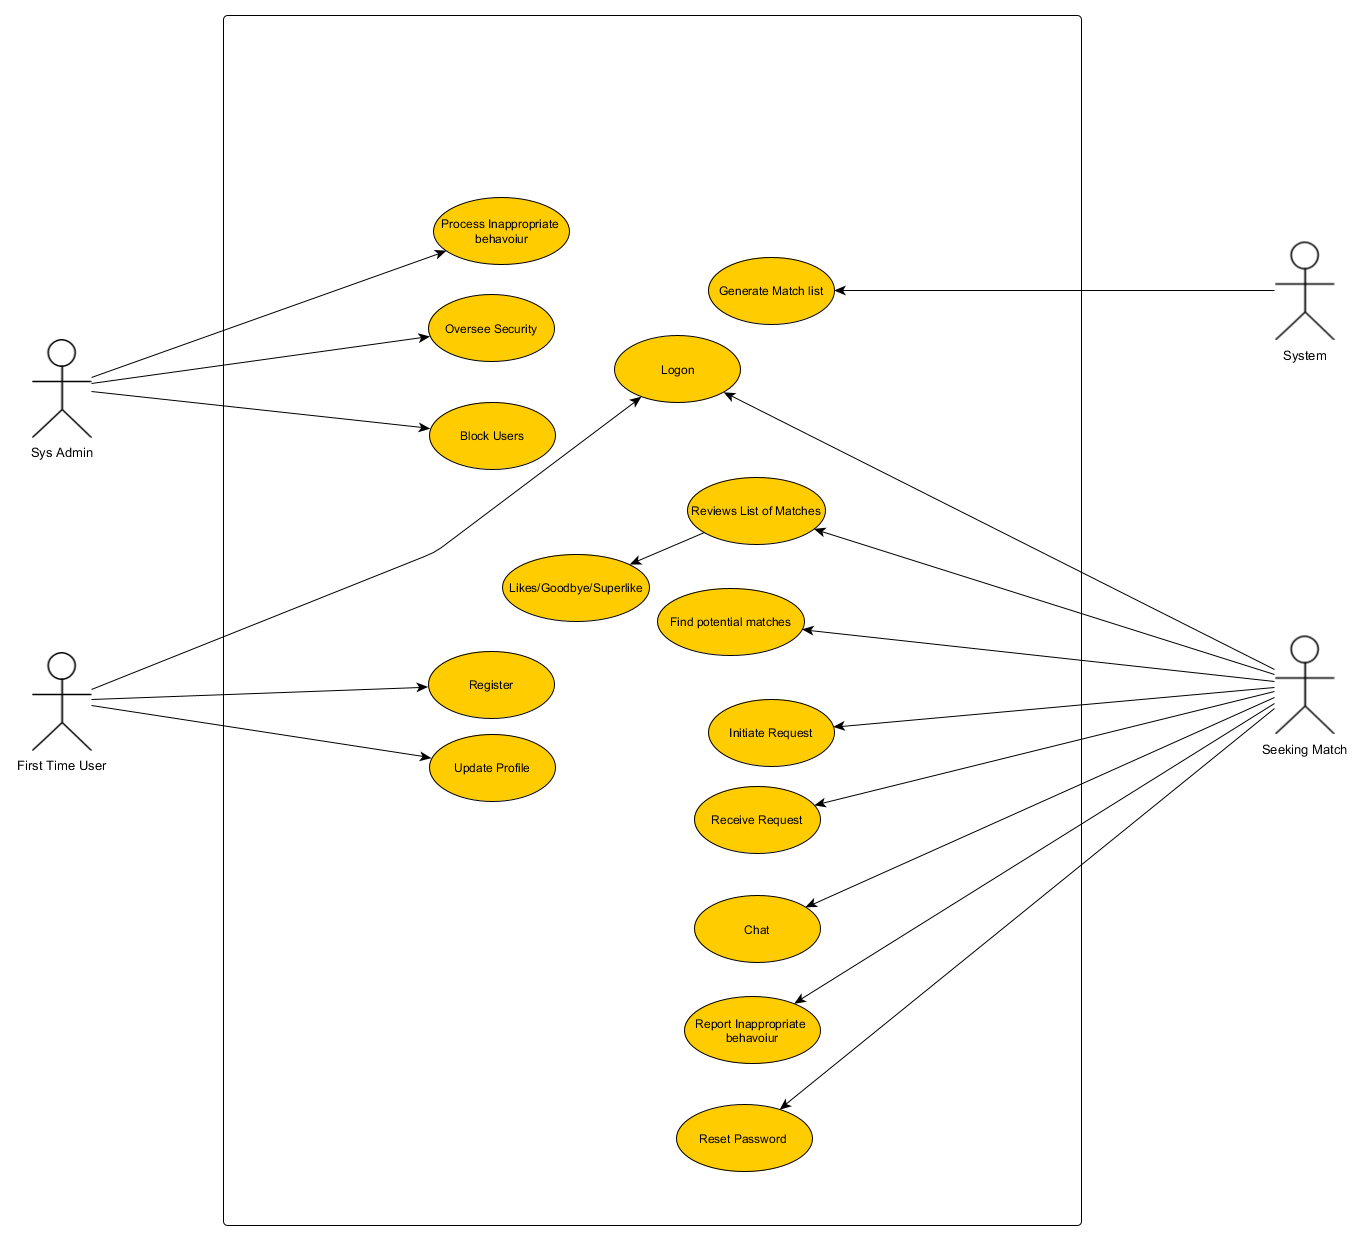 Process Inappropriate
behavoiur
Generate Match list
Oversee Security
System
Logon
Block Users
Sys Admin
Reviews List of Matches
Likes/Goodbye/Superlike
Find potential matches
Register
Initiate Request
Seeking Match
First Time User
Update Profile
Receive Request
Chat
Report Inappropriate
behavoiur
Reset Password